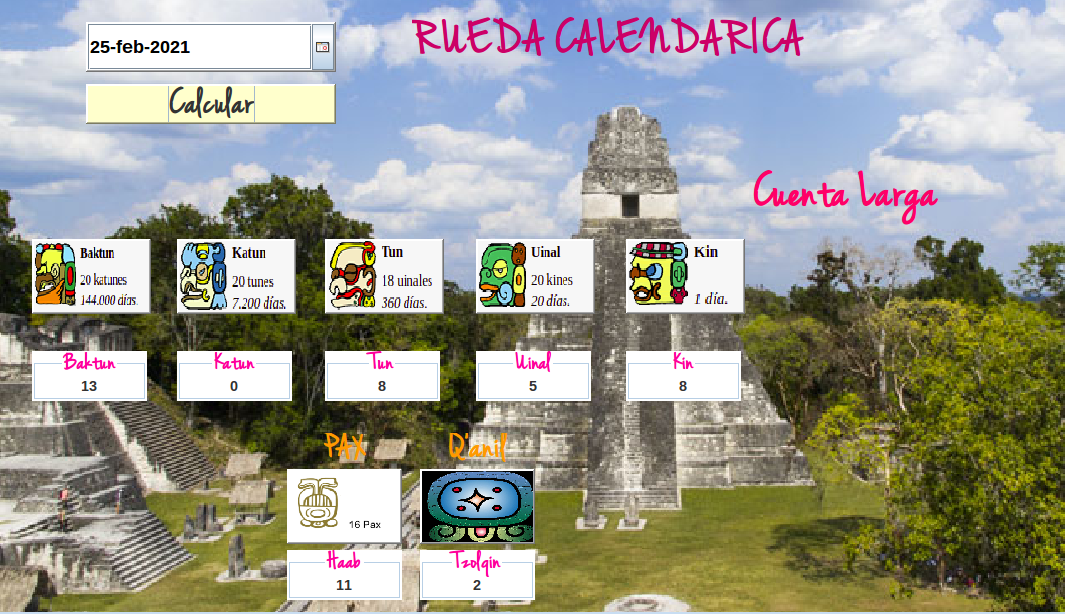 RUEDA CALENDARICA
25-feb-2021
Calcular
Cuenta Larga
Baktun
20 katunes
144.000 días.
Katun
20 tunes
7.200 días.
Tun
18 uinales
360 días.
Uinal
20 kines
20 días.
Kin
1 día.
Baktun
13
Katun
0
Tun
8
Uinal
5
Kin
8
PAX
16 Pax
Haab
11
Q'anil
Tzolqin
2